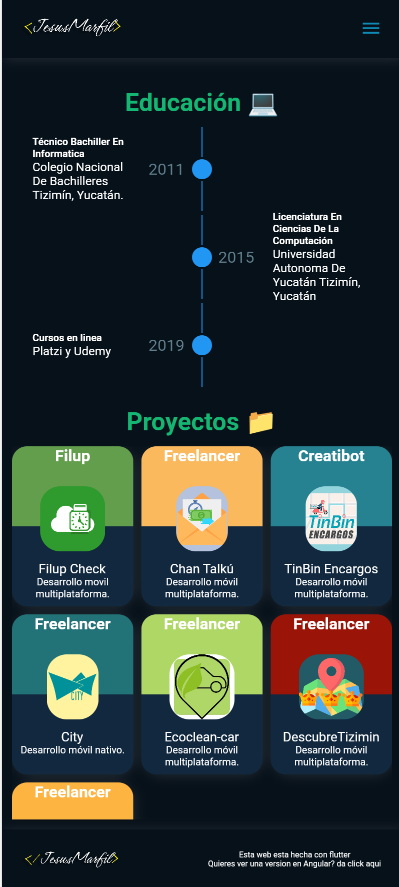 <JesusMarfil>
Educación
Técnico Bachiller En
Informatica
Colegio Nacional
De Bachilleres
Tizimín, Yucatán.
2011
2015
Licenciatura En
Ciencias De La
Computación
Universidad
Autonoma De
Yucatán Tizimín,
Yucatán
Cursos en linea
Platzi y Udemy
2019
Proyectos
Filup
Freelancer
Creatibot
TinBin
ENCARGOS
Filup Check
Desarrollo movil
multiplataforma.
Chan Talkú
Desarrollo móvil
multiplataforma.
TinBin Encargos
Desarrollo móvil
multiplataforma.
Freelancer
Freelancer
Freelancer
CITY
City
Desarrollo móvil nativo.
Ecoclean-car
Desarrollo móvil
multiplataforma.
DescubreTizimin
Desarrollo móvil
multiplataforma.
Freelancer
</JesusMarfil>
Esta web esta hecha con flutter
Quieres ver una version en Angular? da click aqui